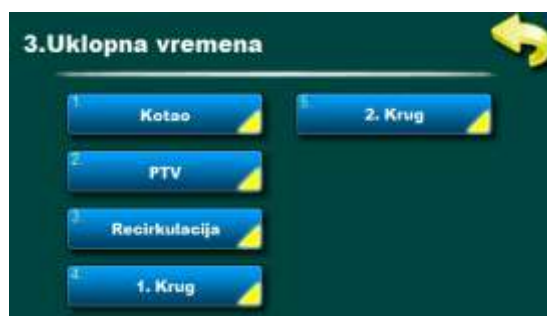 3.Uklopna vremena
1.
Kotao
2.
PTV
3.
Recirkulacija
4.
1. Krug
5.
2. Krug